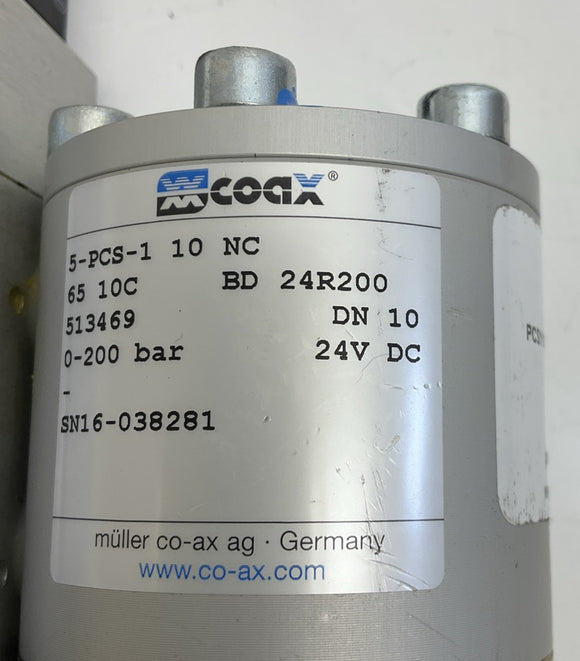 coax®
5-PCS-1 10 NC
65 10C BD 24R200
513469 DN 10
0-200 bar 24V DC
-
SN16-038281
müller co-ax ag · Germany
www.co-ax.com